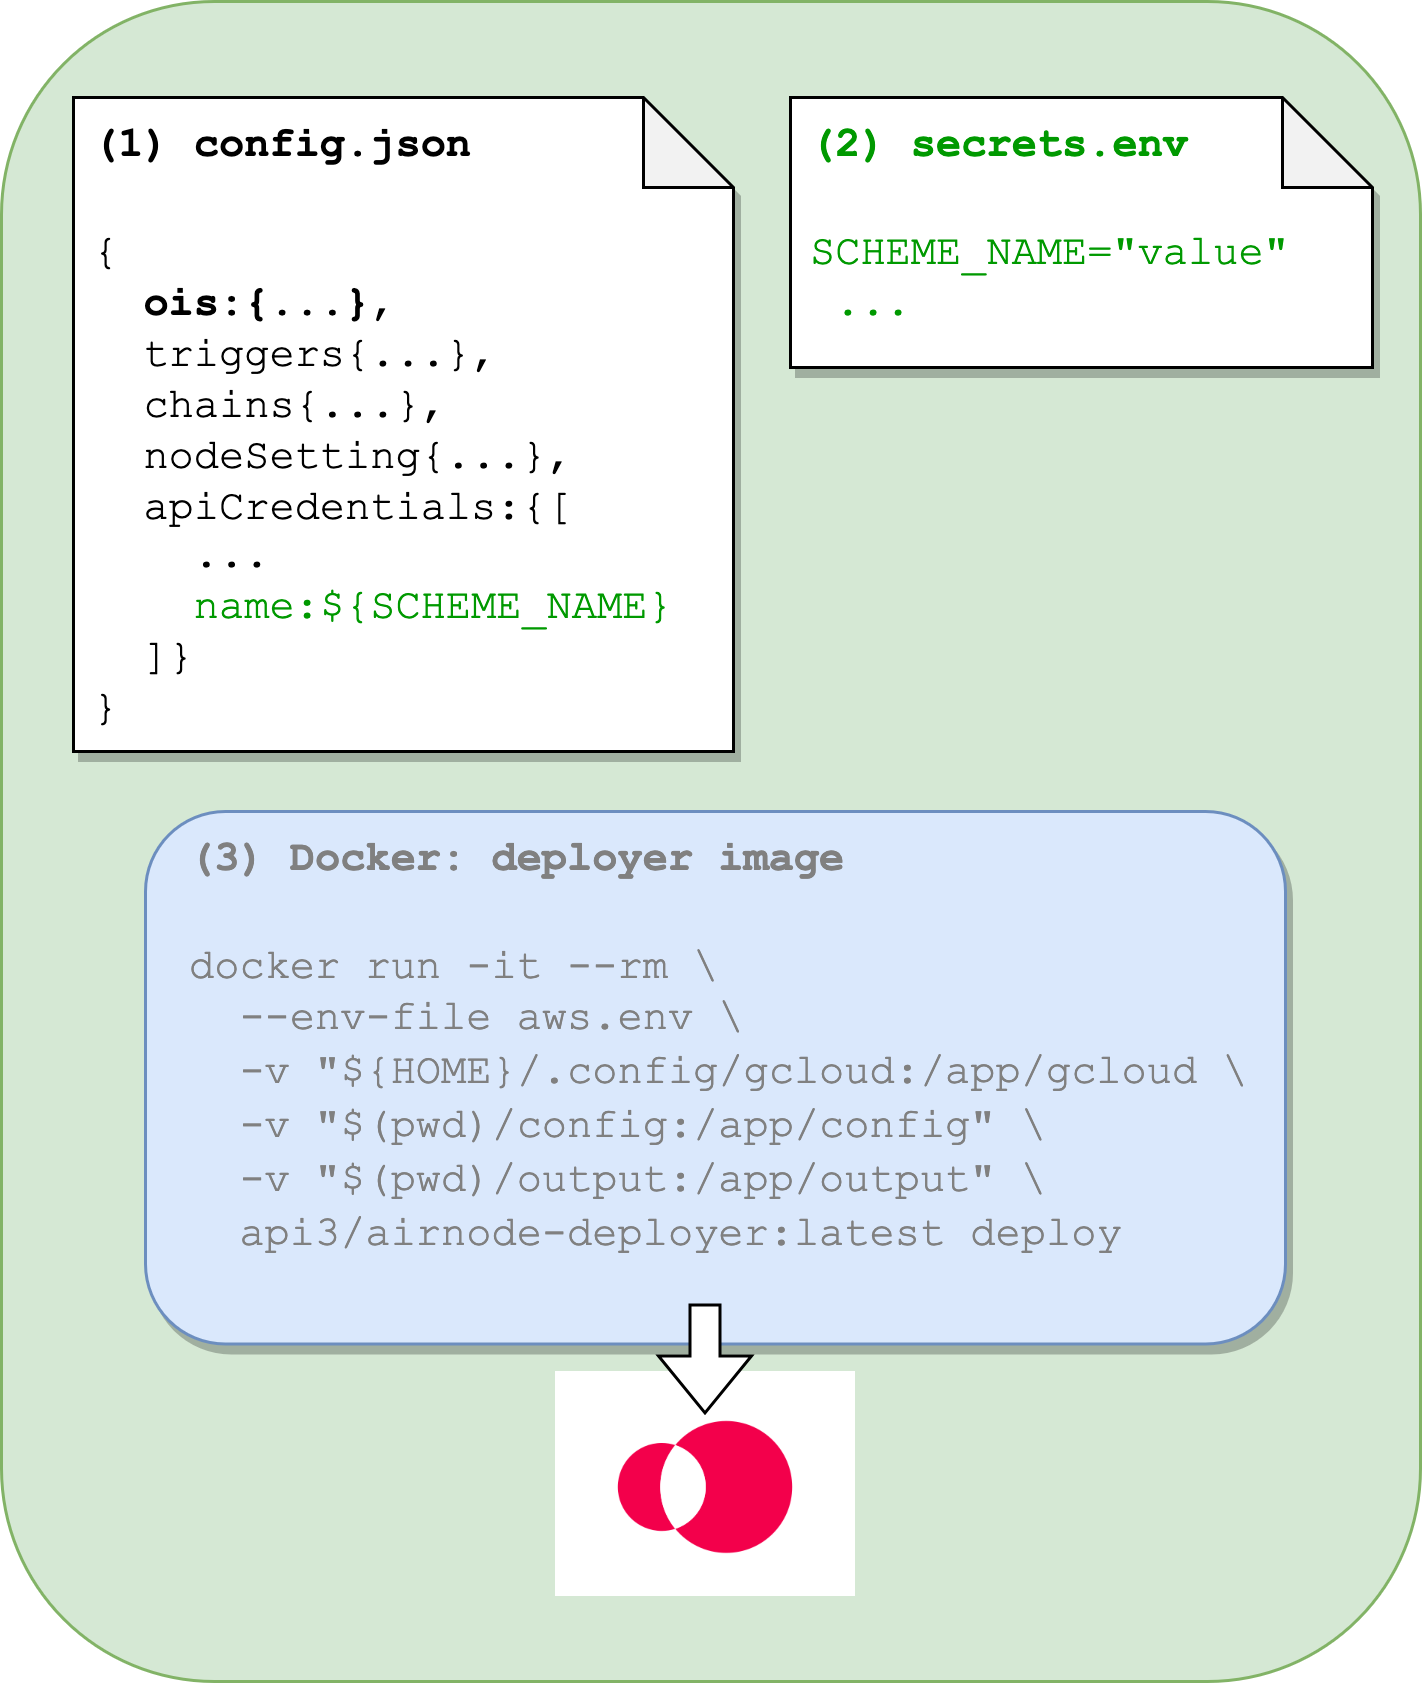 (1) config.json
{
ois:{...},
triggers{...},
chains{...},
nodeSetting{...},
apiCredentials:{[
...
name:${SCHEME_NAME}
]}
}
(2) secrets.env
SCHEME_NAME="value"
...
(3) Docker: deployer image
docker run -it --rm \
--env-file aws.env \
-v "${HOME}/.config/gcloud:/app/gcloud \
-v "$(pwd)/config:/app/config" \
-v "$(pwd)/output:/app/output" \
api3/airnode-deployer:latest deploy